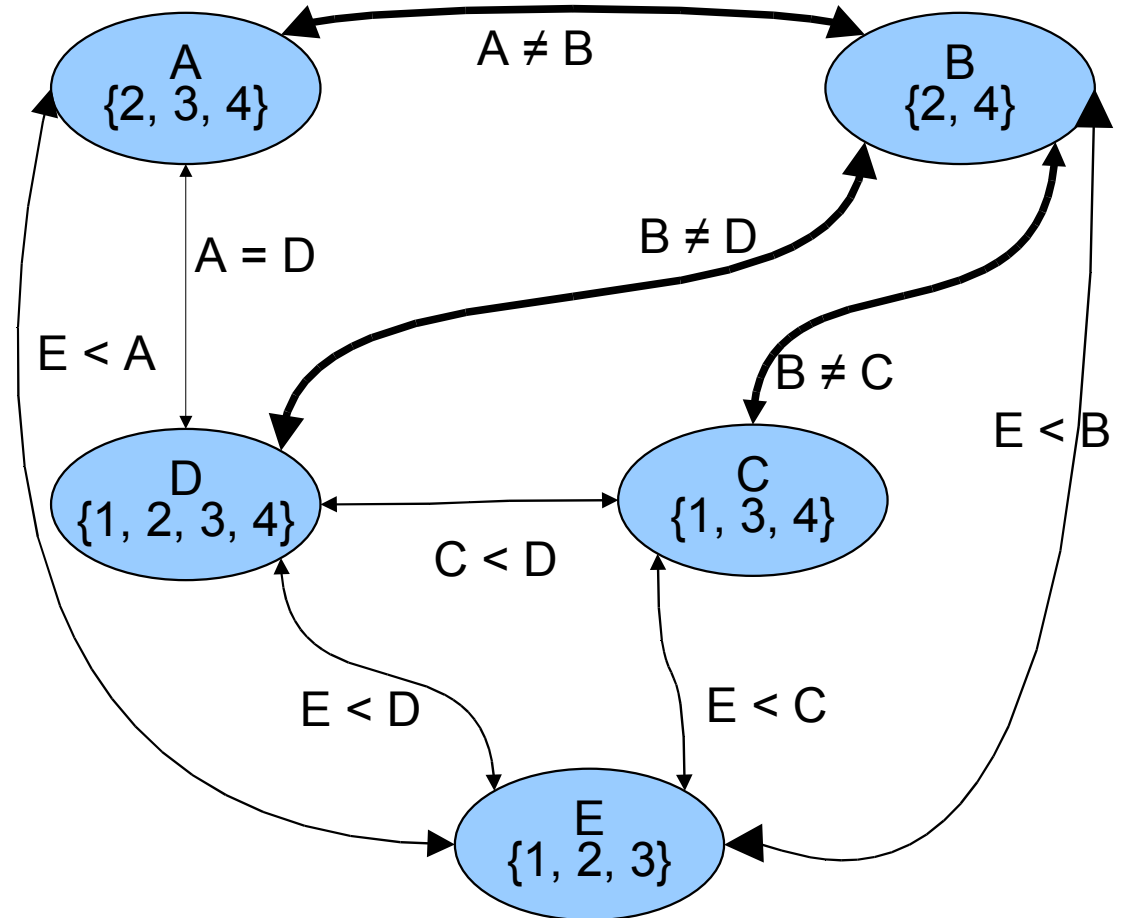 A
{2, 3, 4}
A ≠ B
B
{2, 4}
A = D
B ≠ D
E < A
B ≠ C
E < B
D
{1, 2, 3, 4}
C
{1, 3, 4}
C < D
E < D
E < C
E
{1, 2, 3}